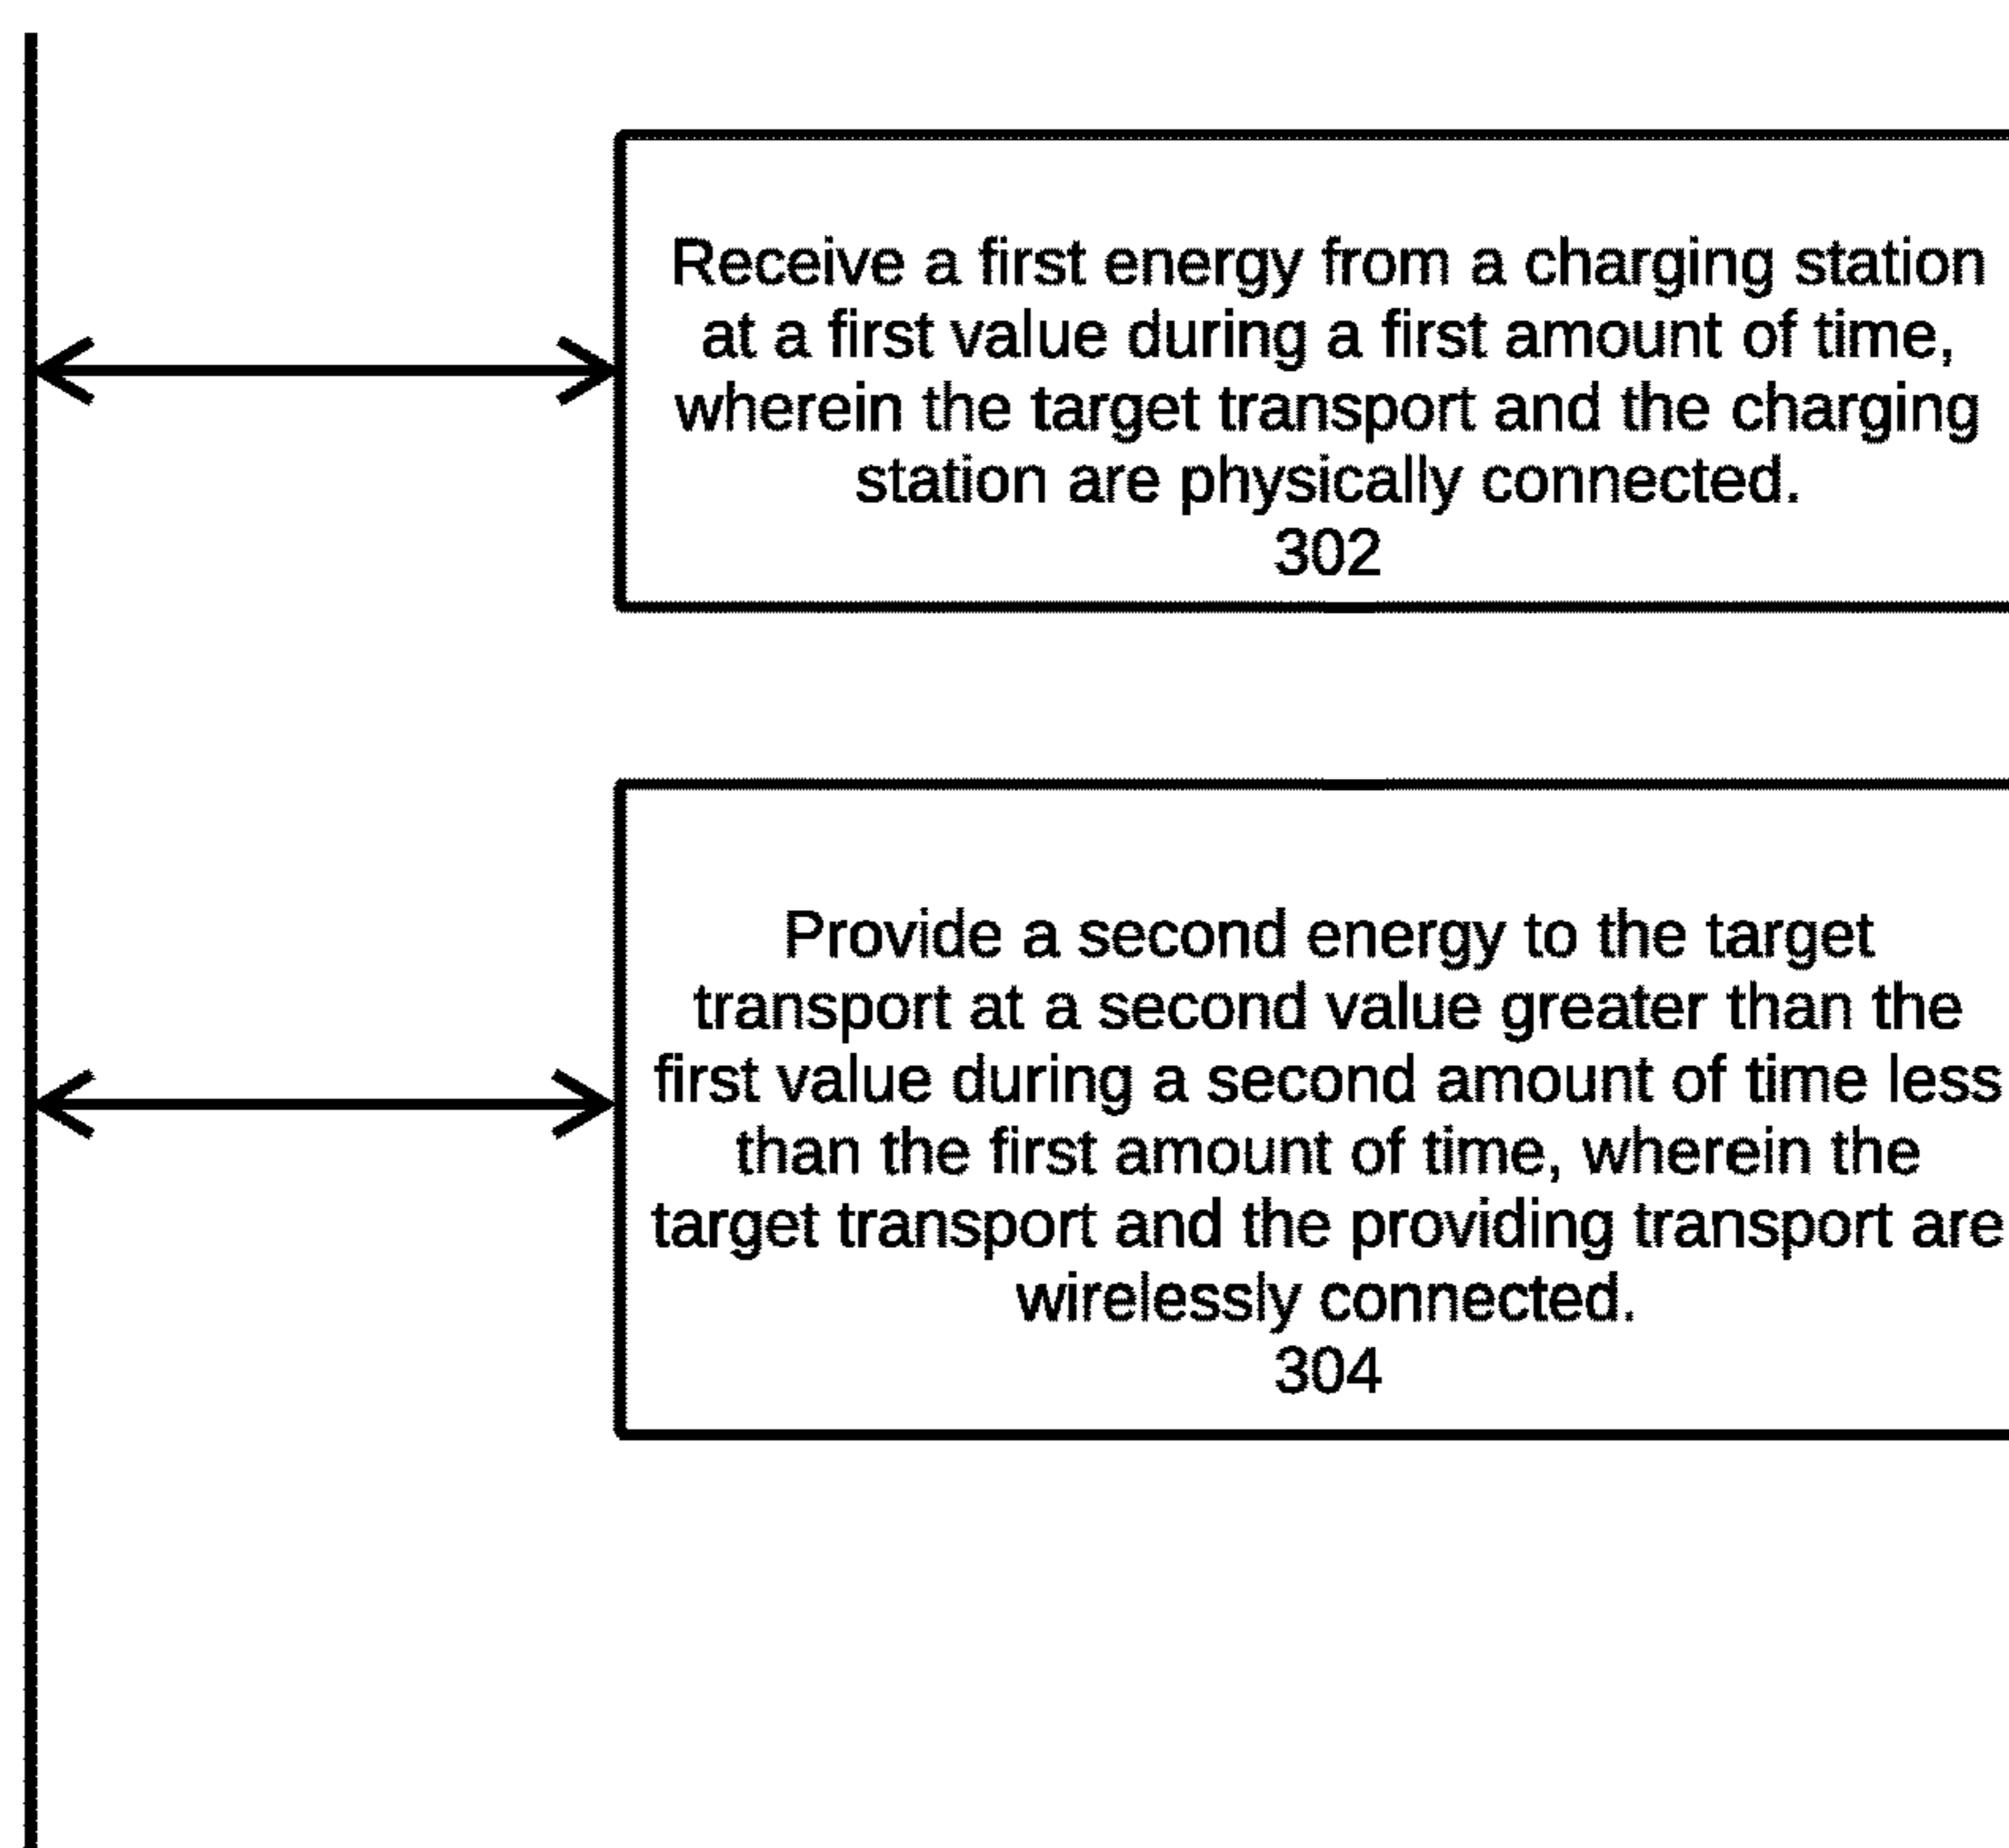 Receive a first energy from a charging station
at a first value during a first amount of time,
wherein the target transport and the charging
station are physically connected.
302
Provide a second energy to the target
transport at a second value greater than the
first value during a second amount of time less
than the first amount of time, wherein the
target transport and the providing transport are
wirelessly connected.
304